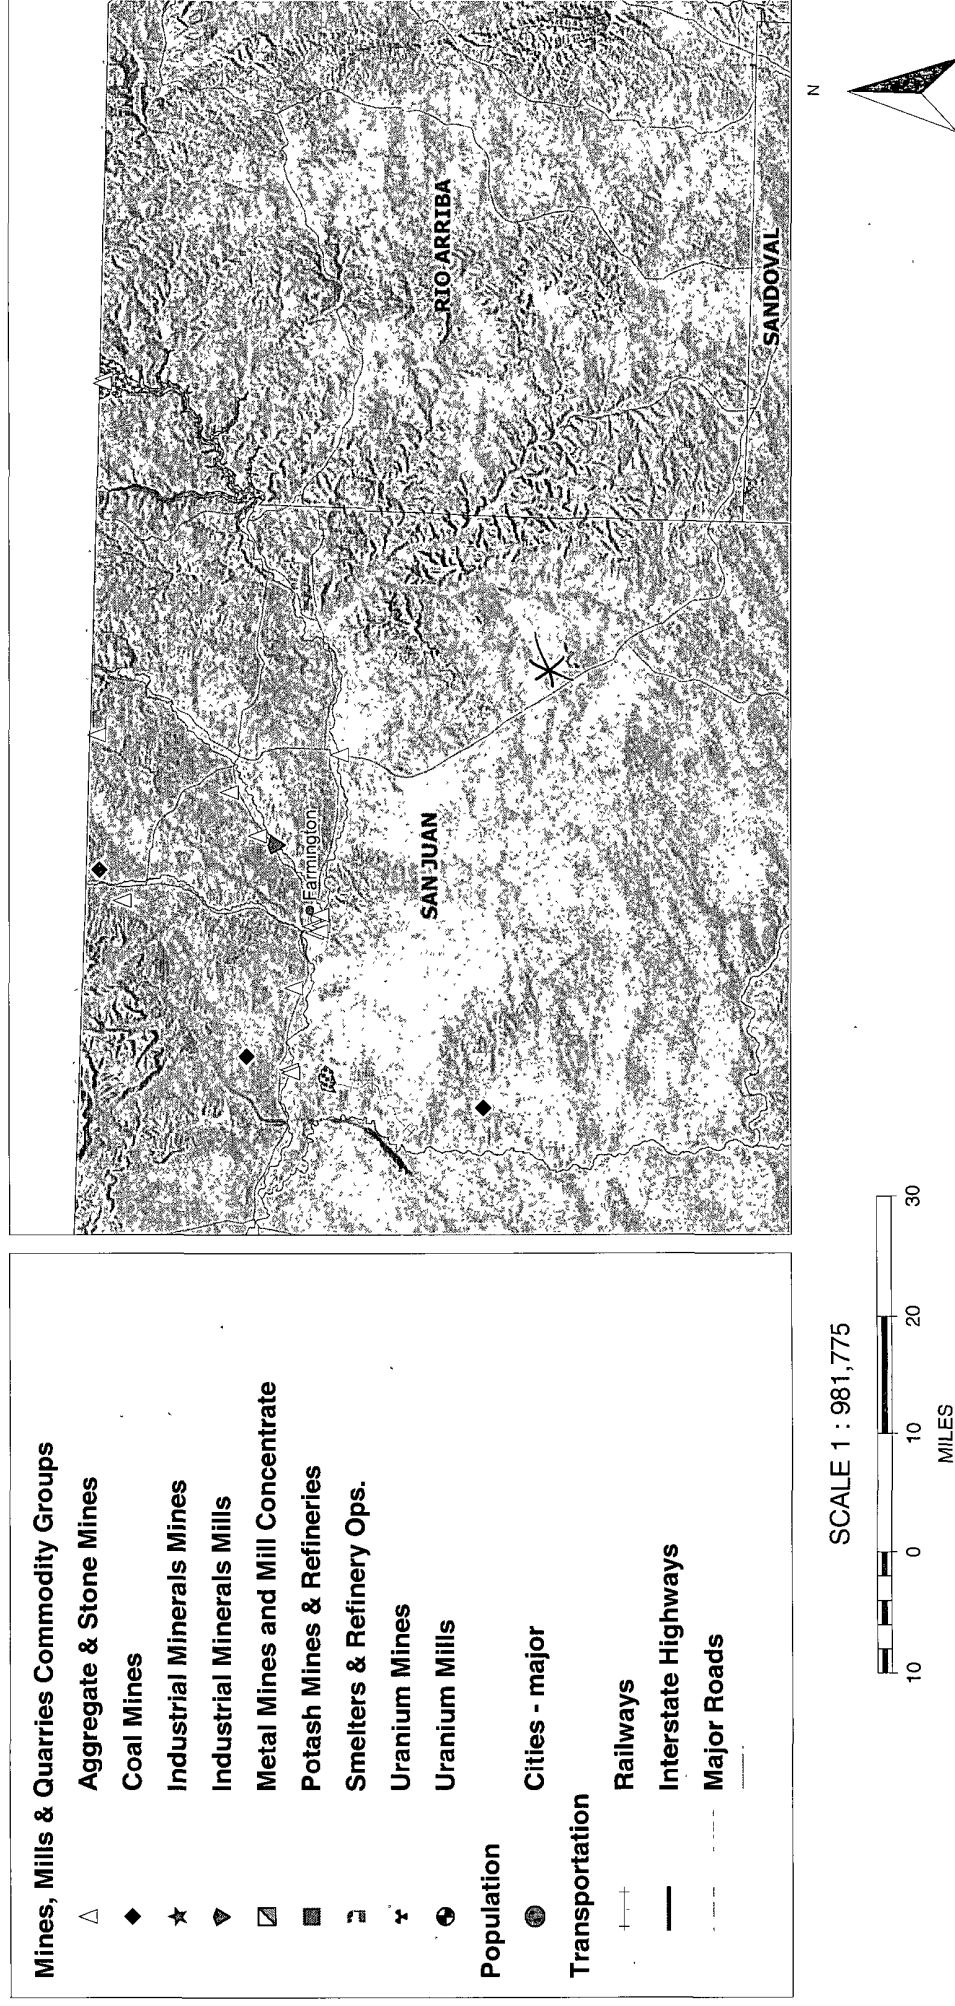 Mines, Mills & Quarries Commodity Groups
Aggregate & Stone Mines
Coal Mines
Industrial Minerals Mines
Industrial Minerals Mills
Metal Mines and Mill Concentrate
Potash Mines & Refineries
Smelters & Refinery Ops.
Uranium Mines
Uranium Mills
Population
Cities - major
Transportation
Railways
Interstate Highways
Major Roads
Farmington
SAN JUAN
RIO ARRIBA
SANDOVAL
SCALE 1 : 981,775
10 0 10 20 30
MILES
N